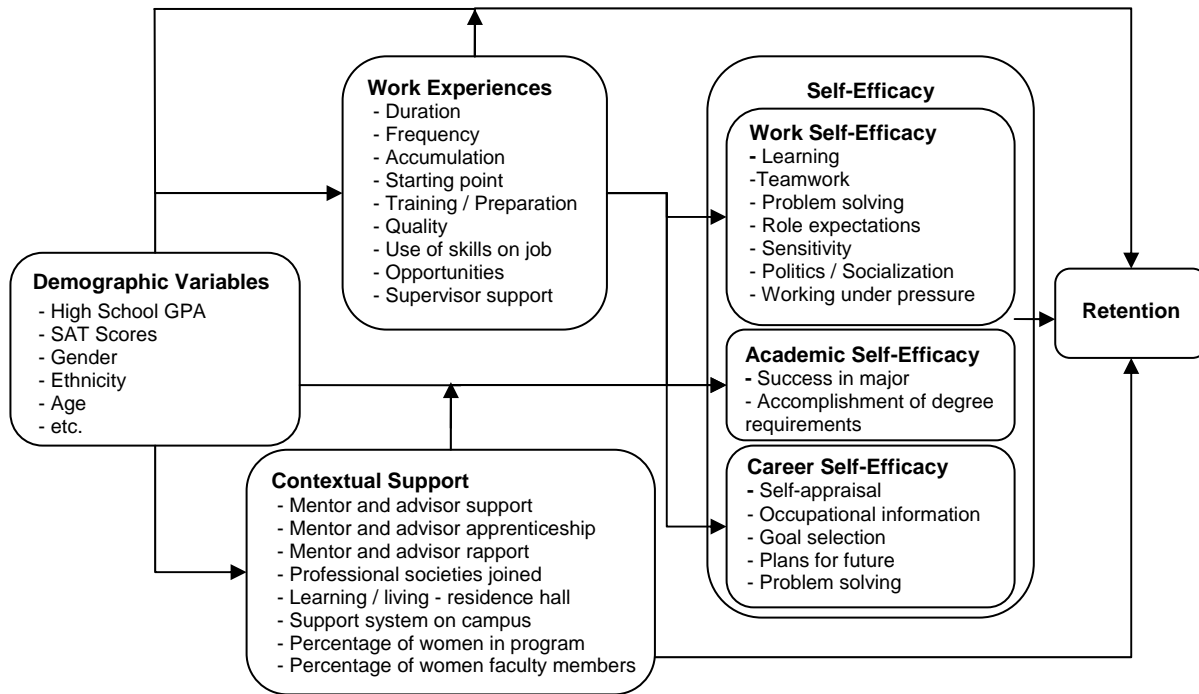 Work Experiences
- Duration
- Frequency
- Accumulation
- Starting point
- Training / Preparation
- Quality
- Use of skills on job
- Opportunities
- Supervisor support
Self-Efficacy
Work Self-Efficacy
- Learning
-Teamwork
- Problem solving
- Role expectations
- Sensitivity
- Politics / Socialization
- Working under pressure
Demographic Variables
- High School GPA
- SAT Scores
- Gender
- Ethnicity
- Age
- etc.
Retention
Academic Self-Efficacy
- Success in major
- Accomplishment of degree
requirements
Contextual Support
- Mentor and advisor support
- Mentor and advisor apprenticeship
- Mentor and advisor rapport
- Professional societies joined
- Learning / living - residence hall
- Support system on campus
- Percentage of women in program
- Percentage of women faculty members
Career Self-Efficacy
- Self-appraisal
- Occupational information
- Goal selection
- Plans for future
- Problem solving